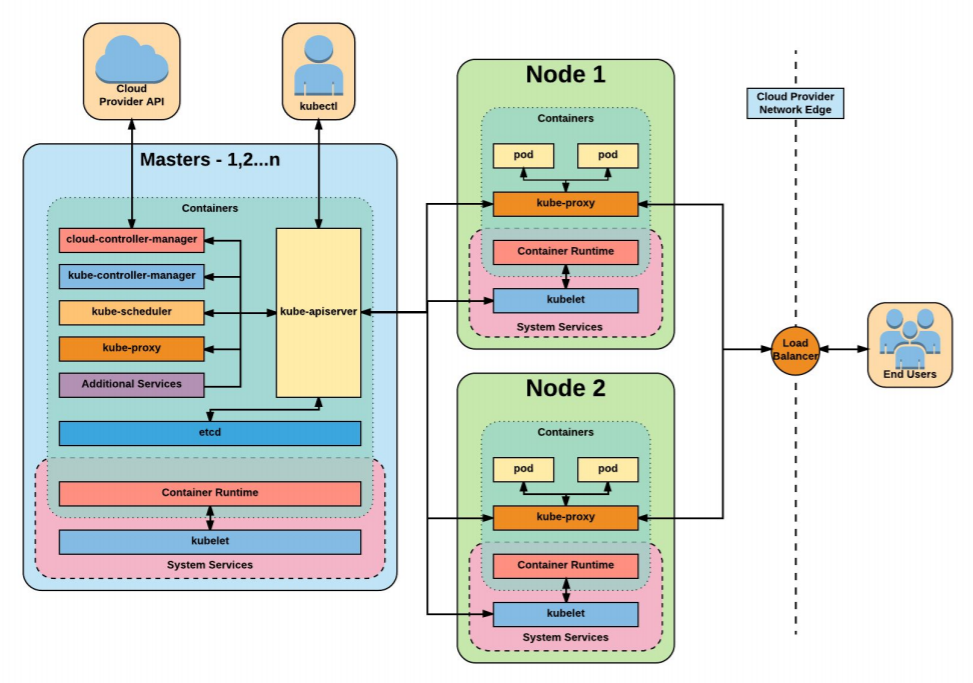 Cloud
Provider API
kubectl
Masters - 1,2...n
Containers
cloud-controller-manager
kube-controller-manager
kube-scheduler
kube-proxy
Additional Services
kube-apiserver
etcd
Container Runtime
kubelet
System Services
Node 1
Containers
pod
pod
kube-proxy
Container Runtime
kubelet
System Services
Node 2
Containers
pod
pod
kube-proxy
Container Runtime
kubelet
System Services
Cloud Provider
Network Edge
Load
Balancer
End Users